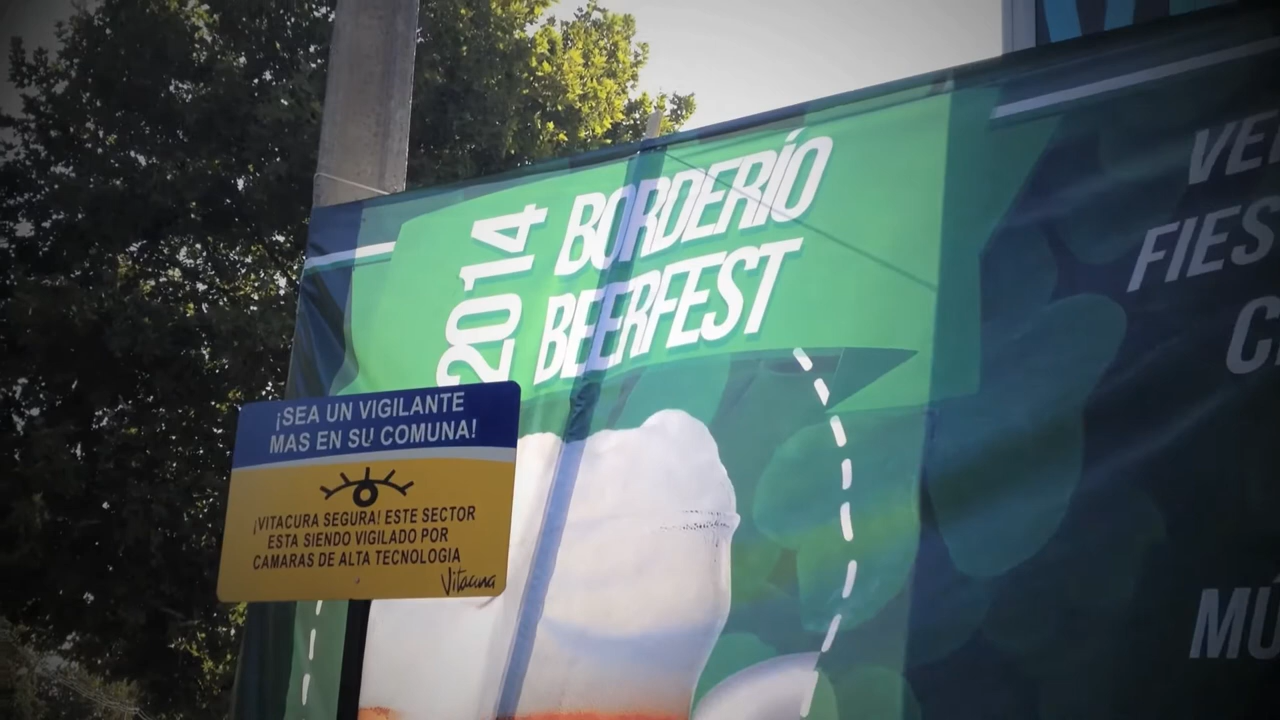 2014
BORDERÍO
BEERFEST
¡SEA UN VIGILANTE
MAS EN SU COMUNA!
¡VITACURA SEGURA! ESTE SECTOR
ESTA SIENDO VIGILADO POR
CAMARAS DE ALTA TECNOLOGIA
Vitacura